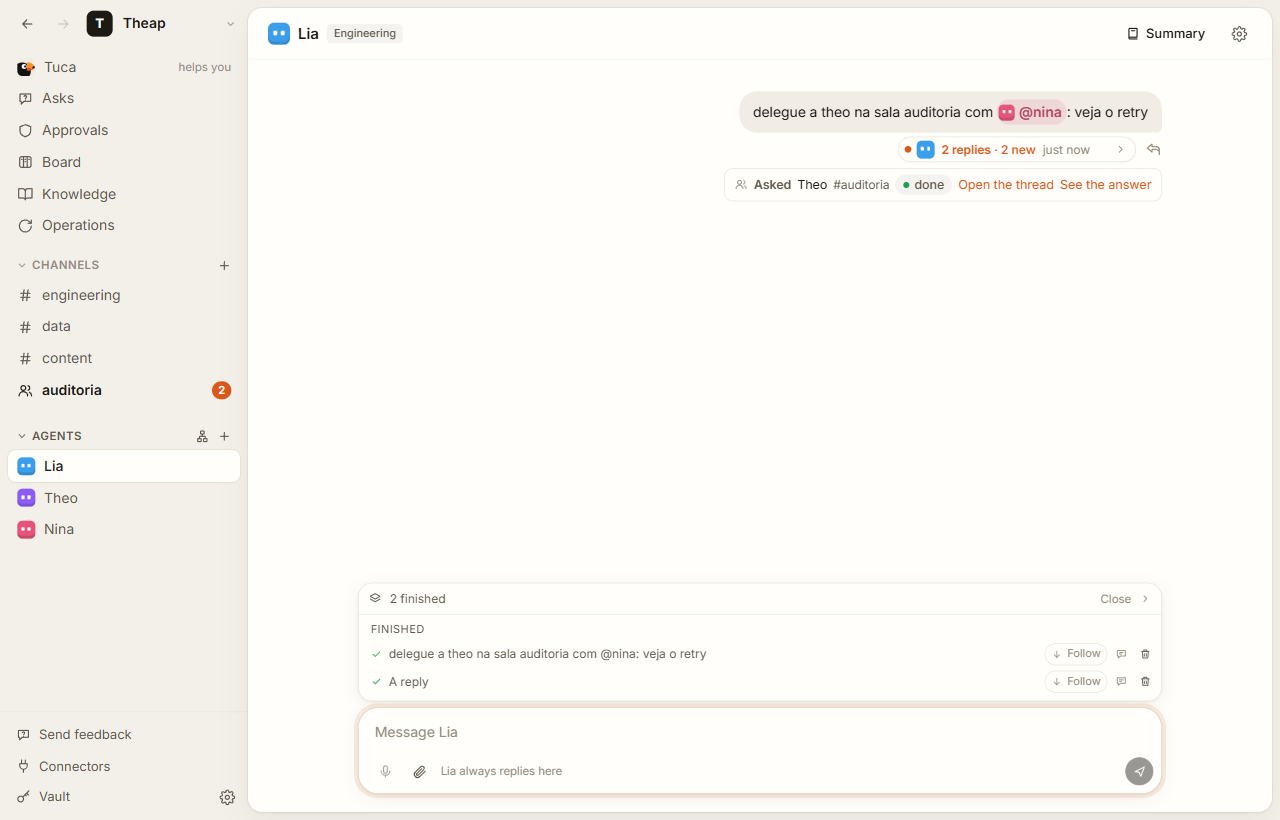 T Theap
Tuca helps you
Asks
Approvals
Board
Knowledge
Operations
CHANNELS
engineering
data
content
auditoria 2
AGENTS
Lia
Theo
Nina
Send feedback
Connectors
Vault
Lia Engineering
Summary
delegue a theo na sala auditoria com @nina: veja o retry
2 replies · 2 new just now
Asked Theo #auditoria done Open the thread See the answer
2 finished Close
FINISHED
delegue a theo na sala auditoria com @nina: veja o retry Follow
A reply Follow
Message Lia
Lia always replies here